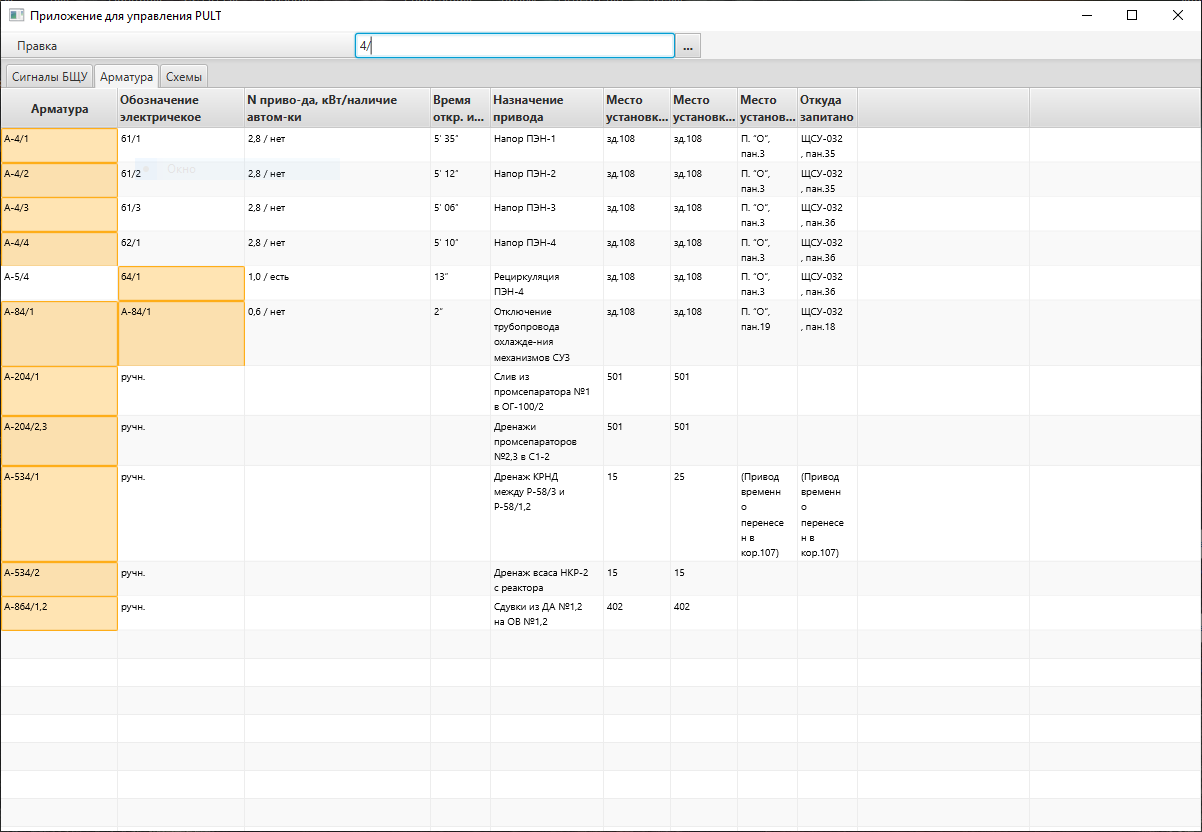 Приложение для управления PULT
Правка
4/
...
Сигналы БЩУ
Арматура
Схемы
Арматура
Обозначение
электричекое
N приво-да, кВт/наличие
автом-ки
Время
откр. и...
Назначение
привода
Место
установк...
Место
установк...
Место
установ...
Откуда
запитано
А-4/1
61/1
2,8 / нет
5' 35"
Напор ПЭН-1
зд.108
зд.108
П. "О",
пан.3
ЩСУ-032
, пан.35
Окно
А-4/2
61/2
2,8 / нет
5' 12"
Напор ПЭН-2
зд.108
зд.108
П. "О",
пан.3
ЩСУ-032
, пан.35
А-4/3
61/3
2,8 / нет
5' 06"
Напор ПЭН-3
зд.108
зд.108
П. "О",
пан.3
ЩСУ-032
, пан.36
А-4/4
62/1
2,8 / нет
5' 10"
Напор ПЭН-4
зд.108
зд.108
П. "О",
пан.3
ЩСУ-032
, пан.36
А-5/4
64/1
1,0 / есть
13"
Рециркуляция
ПЭН-4
зд.108
зд.108
П. "О",
пан.3
ЩСУ-032
, пан.36
А-84/1
А-84/1
0,6 / нет
2"
Отключение
трубопровода
охлажде-ния
механизмов СУЗ
зд.108
зд.108
П. "О",
пан.19
ЩСУ-032
, пан.18
А-204/1
ручн.
Слив из
промсепаратора №1
в ОГ-100/2
501
501
А-204/2,3
ручн.
Дренажи
промсепараторов
№2,3 в С1-2
501
501
А-534/1
ручн.
Дренаж КРНД
между Р-58/3 и
Р-58/1,2
15
25
(Привод
временн
о
перенесе
н в
кор.107)
(Привод
временн
о
перенесе
н в
кор.107)
А-534/2
ручн.
Дренаж всаса НКР-2
с реактора
15
15
А-864/1,2
ручн.
Сдувки из ДА №1,2
на ОВ №1,2
402
402